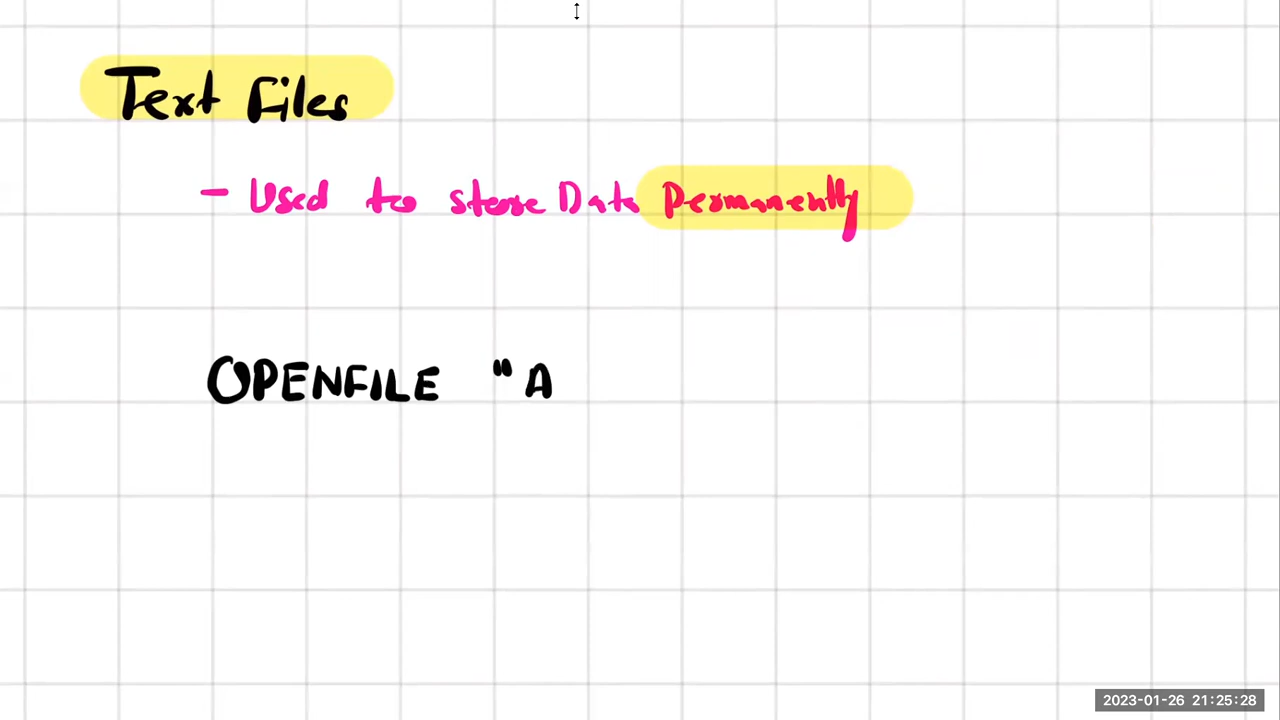 Text Files
- Used to store Data Permanently
OPENFILE "A
2023-01-26 21:25:28